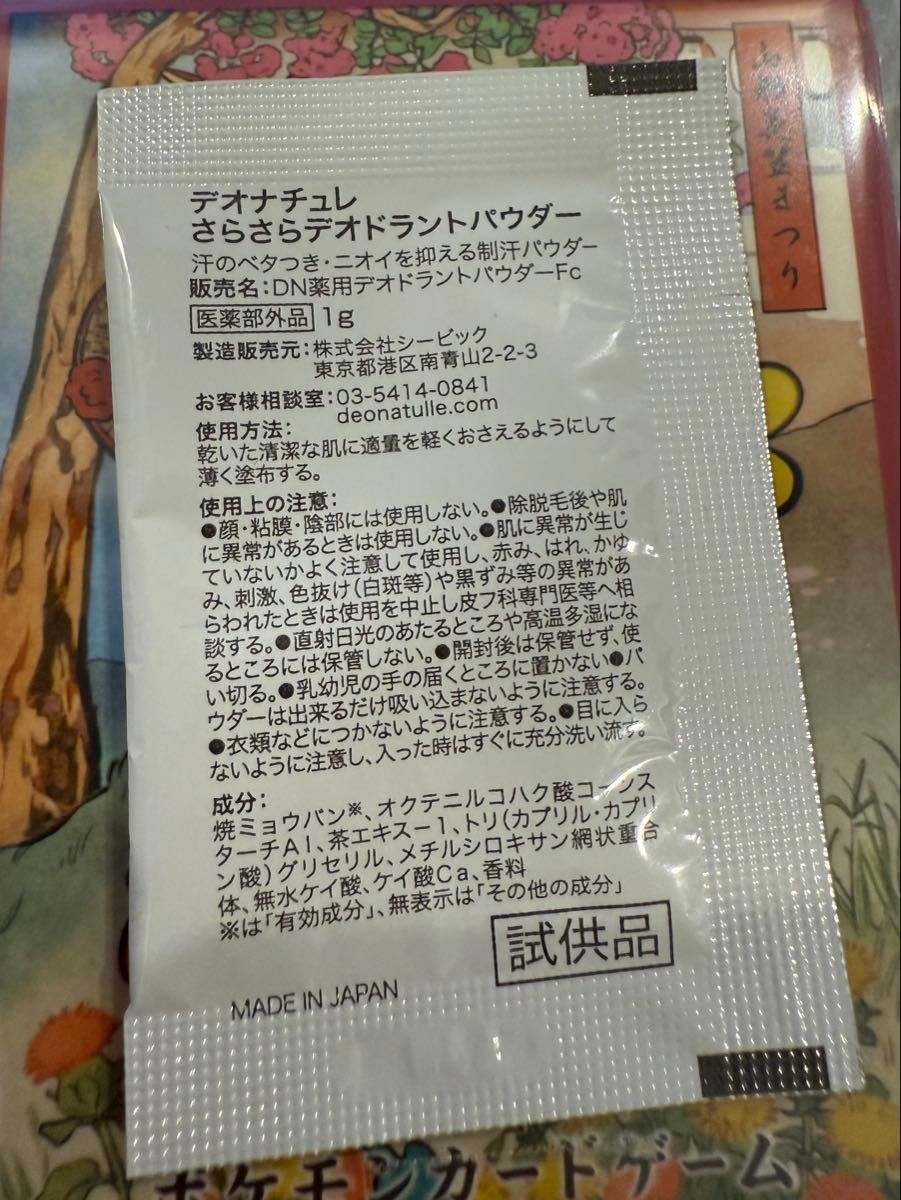 デオナチュレ
さらさらデオドラントパウダー
汗のベタつき・ニオイを抑える制汗パウダー
販売名：DN薬用デオドラントパウダーFc
医薬部外品 1g
製造販売元：株式会社シービック
東京都港区南青山2-2-3
お客様相談室：03-5414-0841
deonatulle.com
使用方法：
乾いた清潔な肌に適量を軽くおさえるようにして
薄く塗布する。
使用上の注意：
●顔・粘膜・陰部には使用しない。●除脱毛後や肌
に異常があるときは使用しない。●肌に異常が生じ
ていないかよく注意して使用し、赤み、はれ、かゆ
み、刺激、色抜け(白斑等)や黒ずみ等の異常があ
らわれたときは使用を中止し皮フ科専門医等へ相
談する。●直射日光のあたるところや高温多湿にな
るところには保管しない。●開封後は保管せず、使
い切る。●乳幼児の手の届くところに置かない●パ
ウダーは出来るだけ吸い込まないように注意する。
●衣類などにつかないように注意する。●目に入ら
ないように注意し、入った時はすぐに充分洗い流す。
成分：
焼ミョウバン※、オクテニルコハク酸コーンス
ターチAl、茶エキス-1、トリ(カプリル・カプリ
ン酸)グリセリル、メチルシロキサン網状重合
体、無水ケイ酸、ケイ酸Ca、香料
※は「有効成分」、無表示は「その他の成分」
試供品
MADE IN JAPAN
まつり
ポケモンカードゲーム